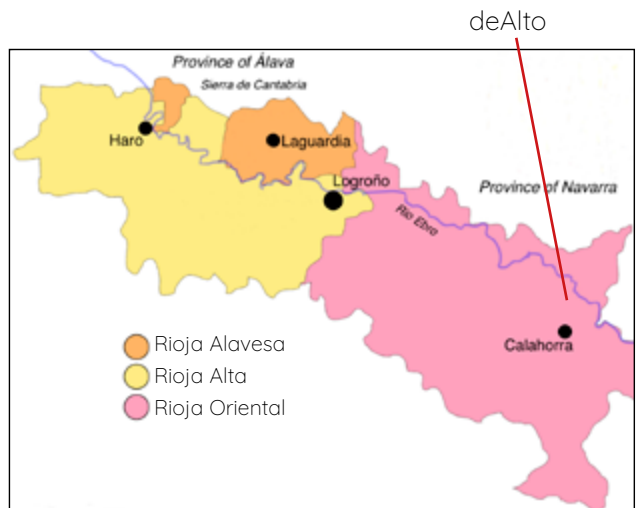 deAlto
Province of Álava
Sierra de Cantabria
Haro
Laguardia
Logroño
Province of Navarra
Rio Ebro
Calahorra
Rioja Alavesa
Rioja Alta
Rioja Oriental